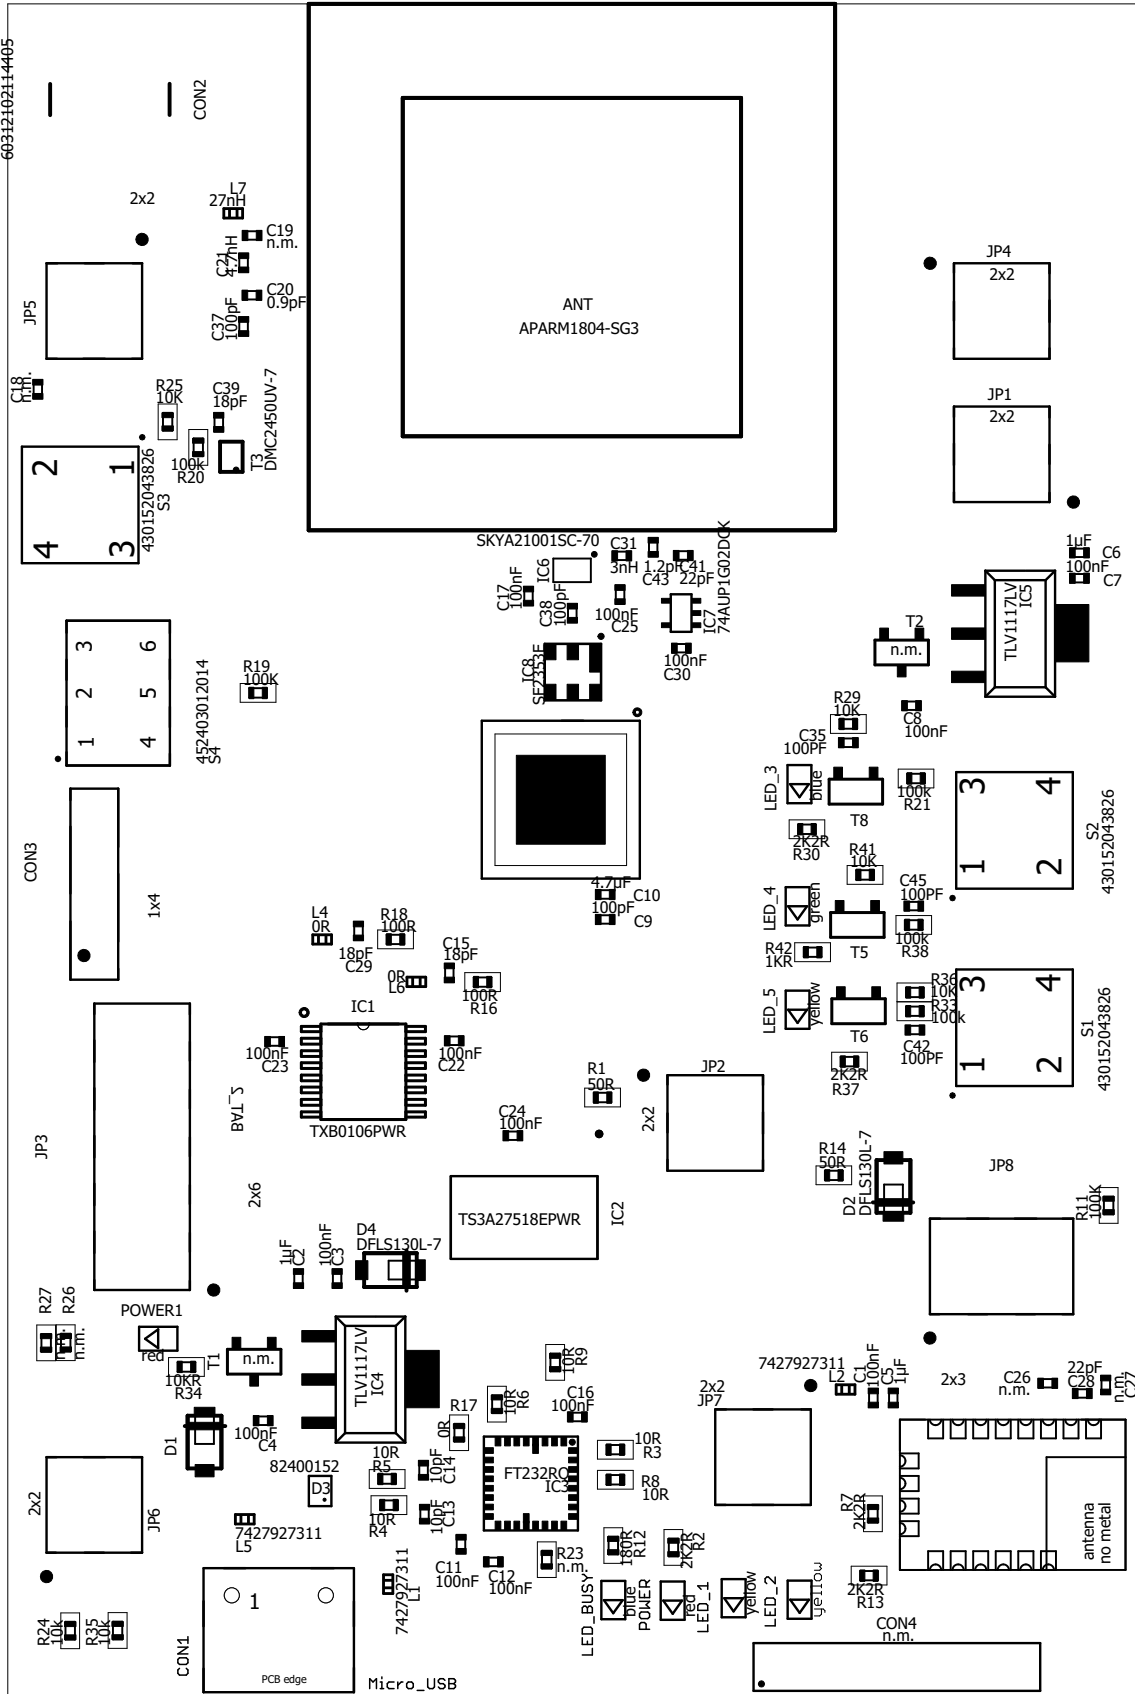 60312102114405
CON2
2x2
L7
27nH
C19
n.m.
C21
4.7nH
C20
0.9pF
C37
100pF
JP5
C18
n.m.
R25
10K
C39
18pF
100k
R20
T3
DMC2450UV-7
2
1
4
3
430152043826
S3
ANT
APARM1804-SG3
JP4
2x2
JP1
2x2
SKYA21001SC-70
IC6
C31
3nH
1.2pF
C43
C41
22pF
C17
100nF
C38
100pF
100nF
C25
IC7
74AUP1G02DCK
100nF
C30
IC8
SF2353E
1µF
C6
100nF
C7
TLV1117LV
IC5
T2
n.m.
C8
100nF
3
6
2
5
1
4
452403012014
S4
R19
100K
R29
10K
C35
100PF
LED_3
blue
T8
100k
R21
2K2R
R30
3
4
1
2
S2
430152043826
R41
10K
LED_4
green
C45
100PF
T5
100k
R38
R42
1KR
4.7µF
C10
100pF
C9
CON3
1x4
L4
0R
R18
100R
18pF
C29
C15
18pF
0R
L6
100R
R16
IC1
100nF
C23
100nF
C22
TXB0106PWR
LED_5
yellow
T6
R36
10K
R33
100k
C42
100PF
2K2R
R37
3
4
1
2
S1
430152043826
R1
50R
JP2
2x2
C24
100nF
JP3
BAT_2
2x6
TS3A27518EPWR
IC2
R14
50R
D2
DFLS130L-7
JP8
R11
100K
1µF
C2
100nF
C3
D4
DFLS130L-7
R27
n.m.
R26
n.m.
POWER1
red
10KR
R34
T1
n.m.
TLV1117LV
IC4
100nF
C4
D1
10R
R9
10R
R6
R17
0R
C16
100nF
7427927311
L2
C1
100nF
C5
1µF
2x3
C26
n.m.
22pF
C28
n.m.
C27
2x2
JP7
FT232RQ
IC3
10R
R3
R8
10R
10R
R5
10R
R4
10pF
C14
10pF
C13
82400152
D3
2x2
JP6
7427927311
L5
7427927311
L1
C11
100nF
C12
100nF
R23
n.m.
180R
R12
2K2R
R2
R7
2K2R
2K2R
R13
antenna
no metal
LED_BUSY
blue
POWER
red
LED_1
yellow
LED_2
yellow
R24
10k
R35
10k
CON1
1
PCB edge
Micro_USB
CON4
n.m.